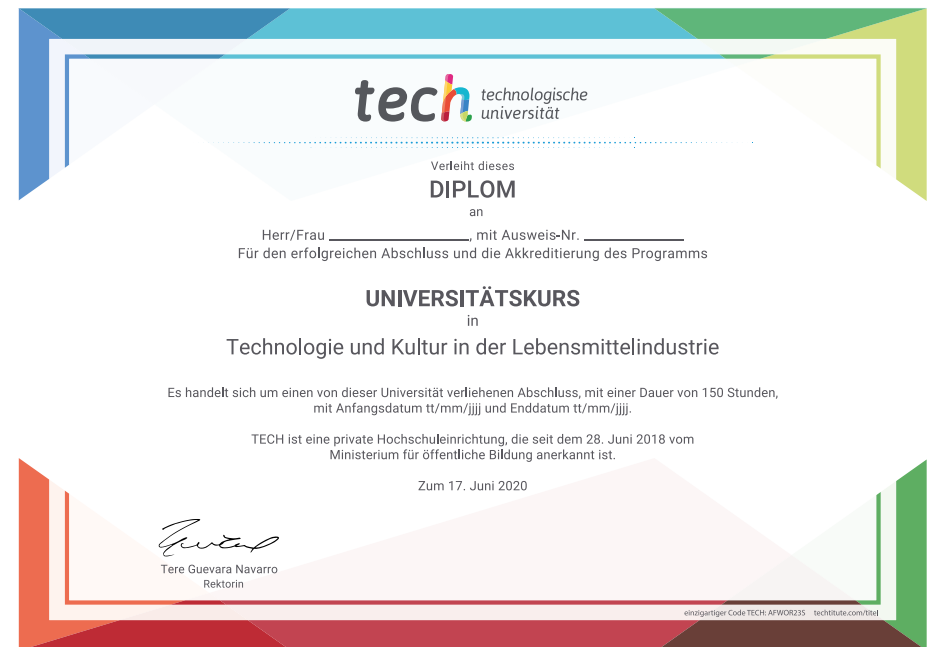 tech technologische
universität
Verleiht dieses
DIPLOM
an
Herr/Frau ____________________, mit Ausweis-Nr. ______________
Für den erfolgreichen Abschluss und die Akkreditierung des Programms
UNIVERSITÄTSKURS
in
Technologie und Kultur in der Lebensmittelindustrie
Es handelt sich um einen von dieser Universität verliehenen Abschluss, mit einer Dauer von 150 Stunden,
mit Anfangsdatum tt/mm/jjjj und Enddatum tt/mm/jjjj.
TECH ist eine private Hochschuleinrichtung, die seit dem 28. Juni 2018 vom
Ministerium für öffentliche Bildung anerkannt ist.
Zum 17. Juni 2020
Tere Guevara Navarro
Rektorin
einzigartiger Code TECH: AFWOR235 techtitute.com/titel